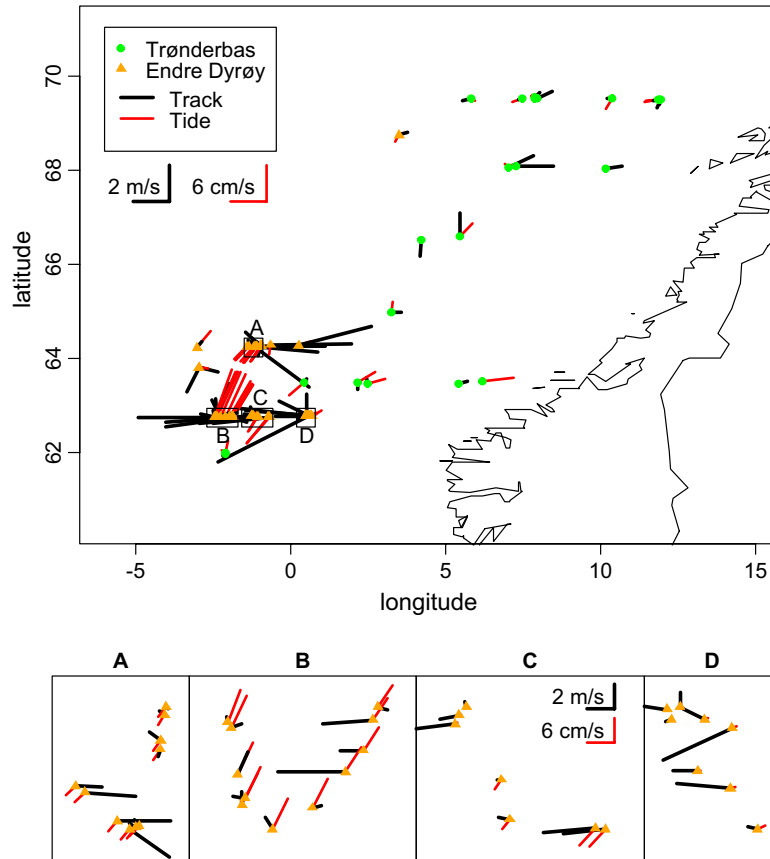 Trønderbas
Endre Dyrøy
Track
Tide
2 m/s
6 cm/s
70
68
66
64
62
latitude
A
B
C
D
-5
0
5
10
15
longitude
A
B
C
D
2 m/s
6 cm/s